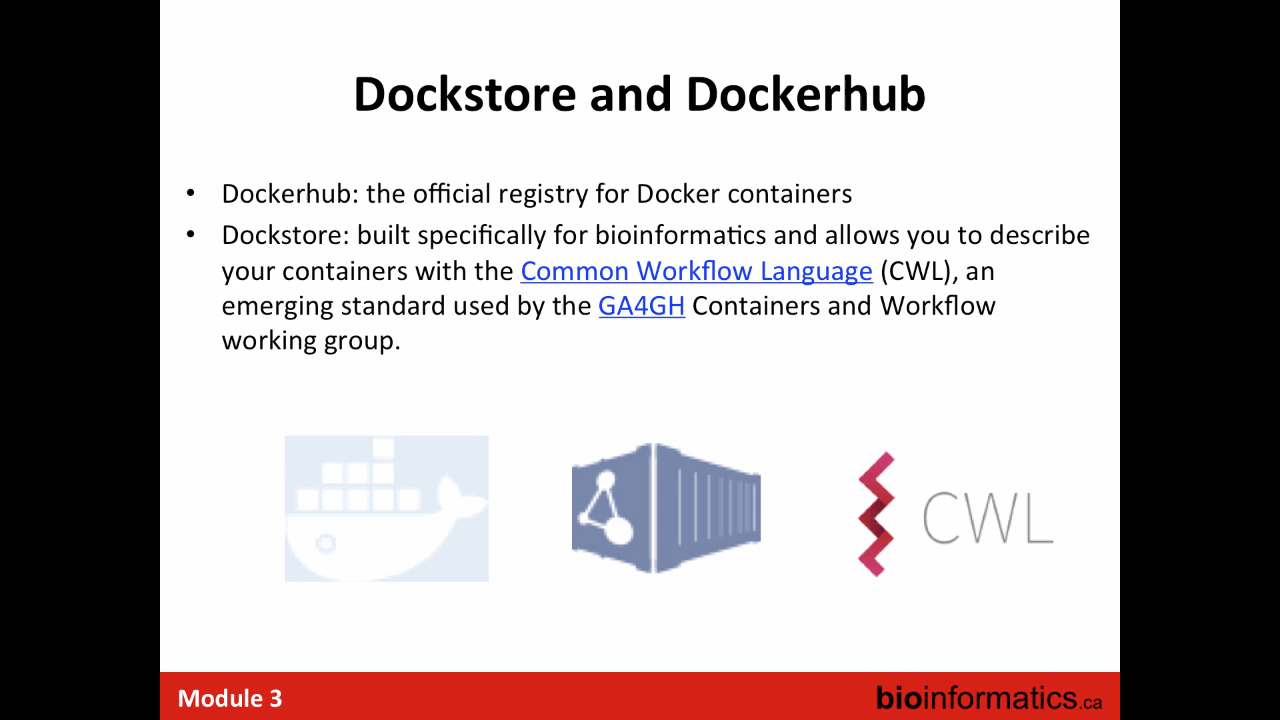 Dockstore and Dockerhub
• Dockerhub: the official registry for Docker containers
• Dockstore: built specifically for bioinformatics and allows you to describe
your containers with the Common Workflow Language (CWL), an
emerging standard used by the GA4GH Containers and Workflow
working group.
CWL
Module 3
bioinformatics.ca